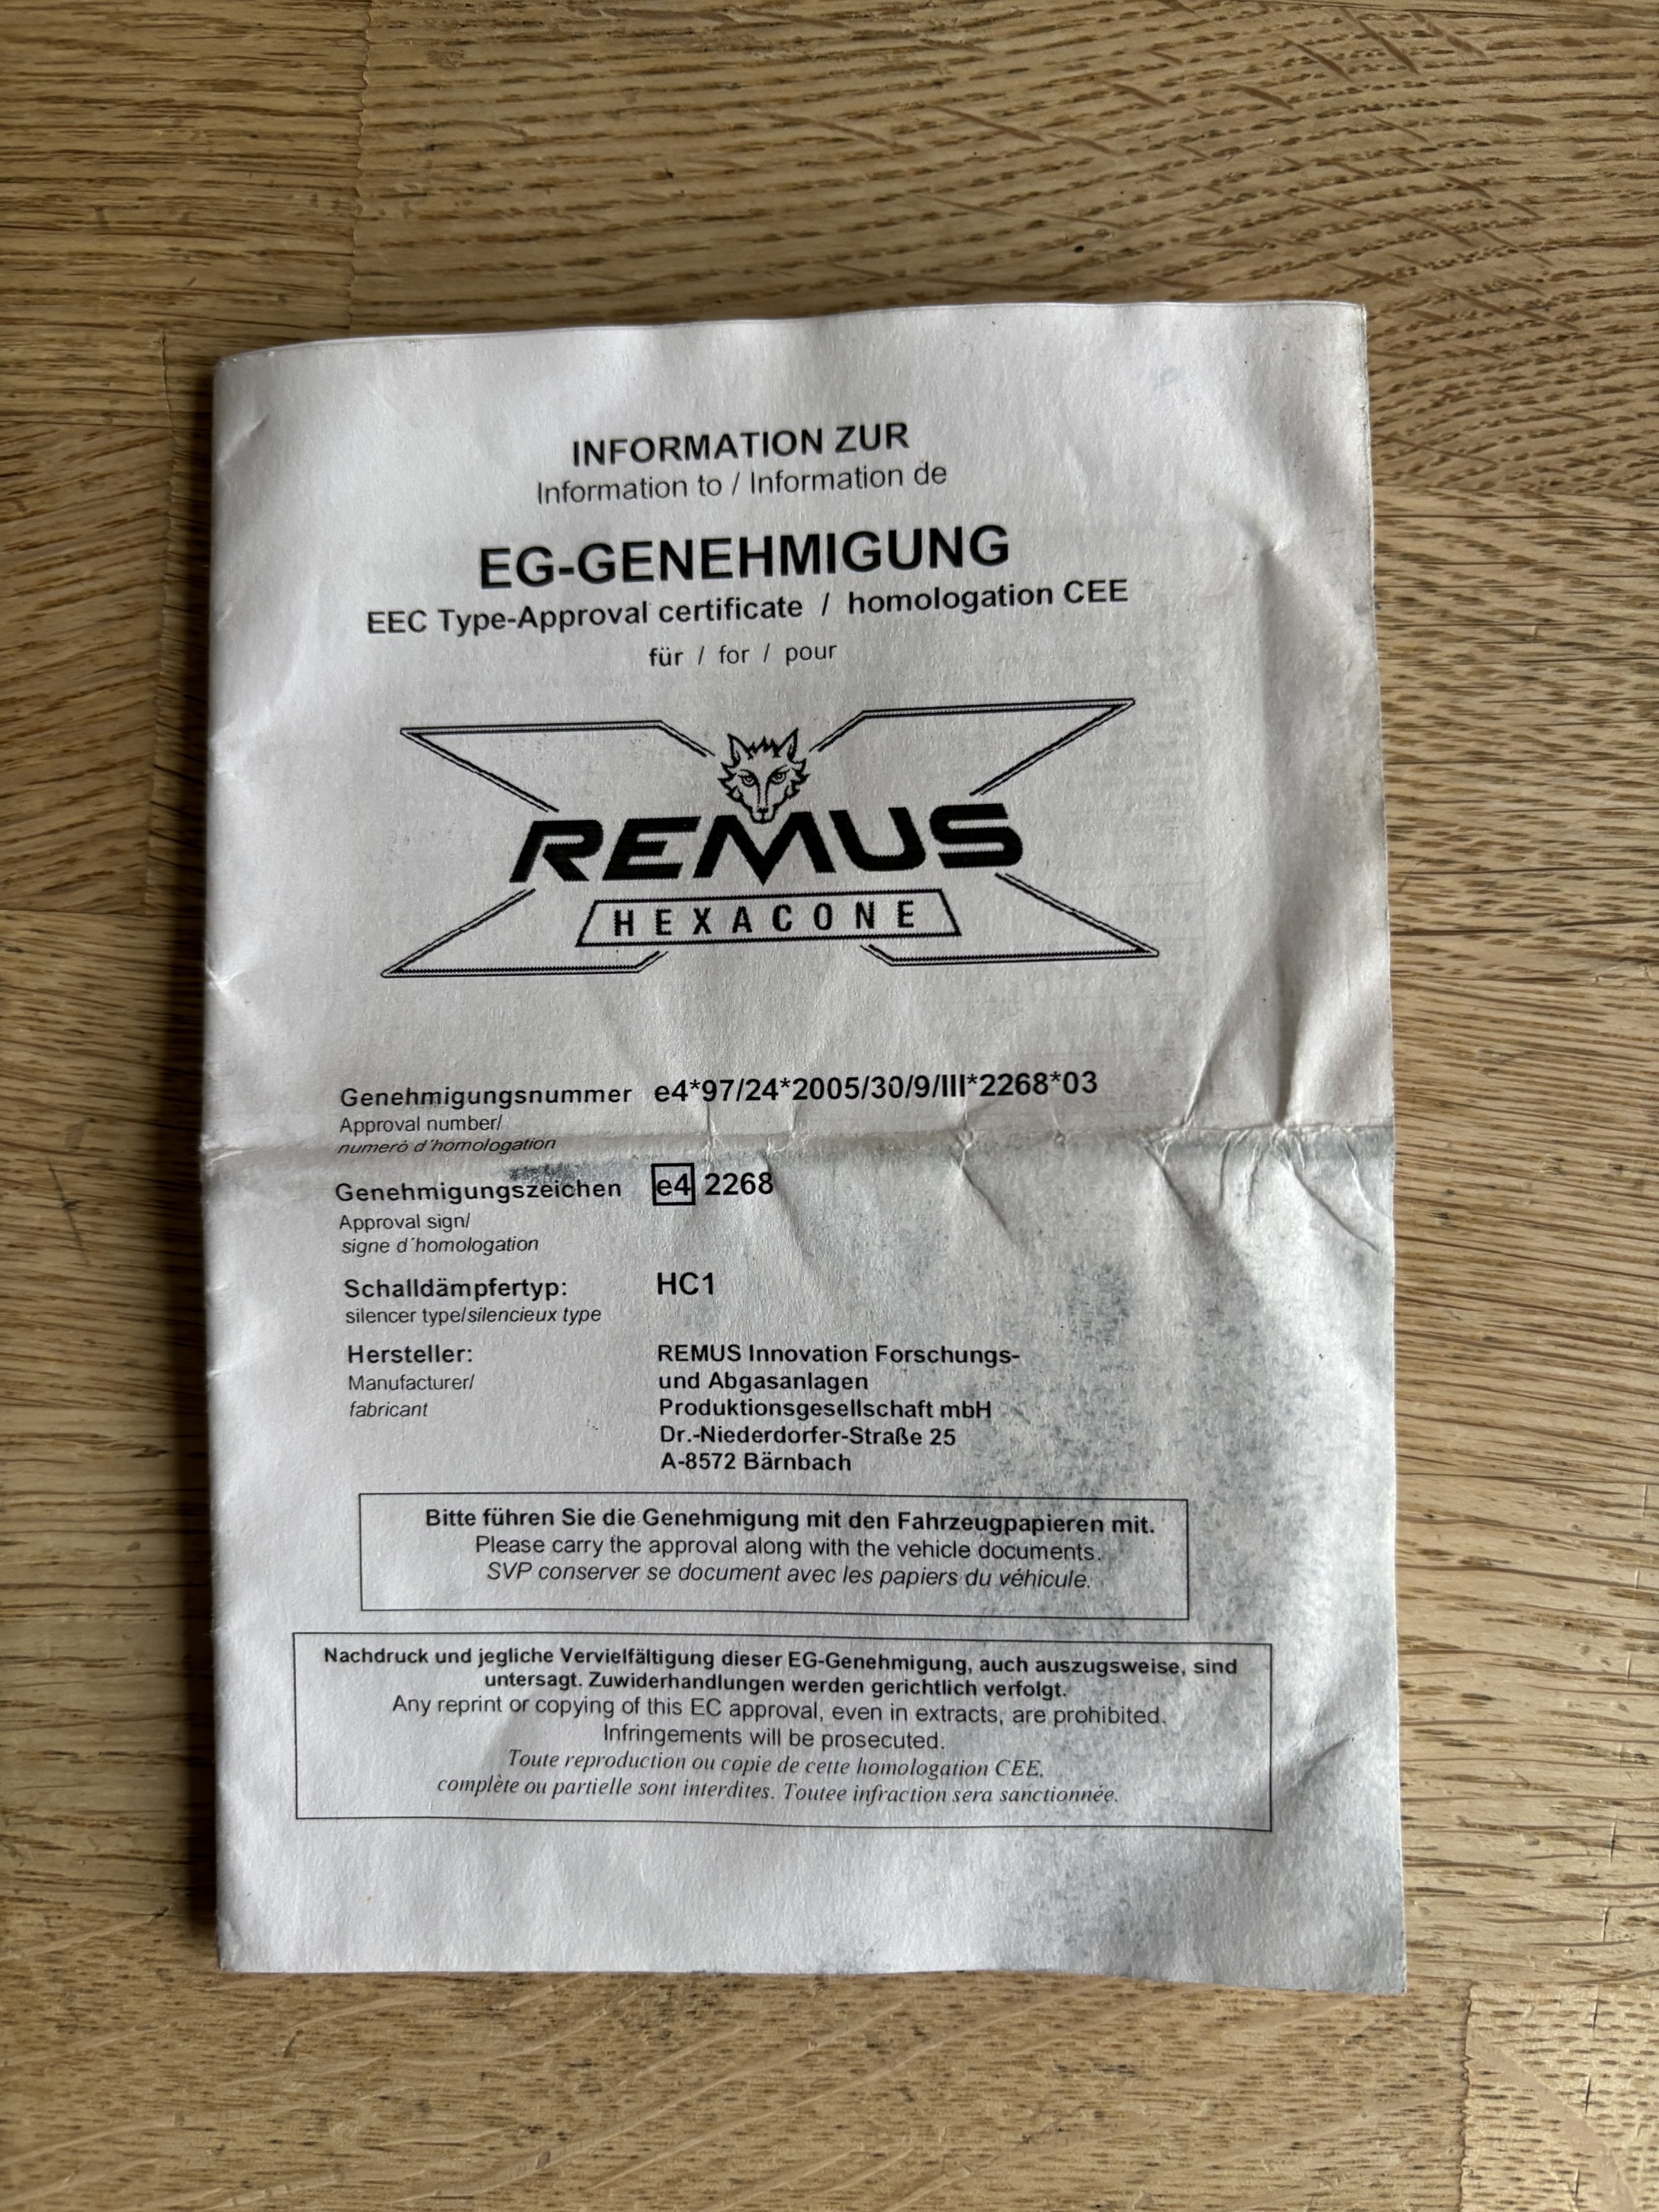 INFORMATION ZUR
Information to / Information de
EG-GENEHMIGUNG
EEC Type-Approval certificate / homologation CEE
für / for / pour
REMUS
HEXACONE
Genehmigungsnummer e4*97/24*2005/30/9/III*2268*03
Approval number/
numeró d´homologation
Genehmigungszeichen e4 2268
Approval sign/
signe d´homologation
Schalldämpfertyp: HC1
silencer type/silencieux type
Hersteller: REMUS Innovation Forschungs-
Manufacturer/ und Abgasanlagen
fabricant Produktionsgesellschaft mbH
Dr.-Niederdorfer-Straße 25
A-8572 Bärnbach
Bitte führen Sie die Genehmigung mit den Fahrzeugpapieren mit.
Please carry the approval along with the vehicle documents.
SVP conserver se document avec les papiers du véhicule.
Nachdruck und jegliche Vervielfältigung dieser EG-Genehmigung, auch auszugsweise, sind
untersagt. Zuwiderhandlungen werden gerichtlich verfolgt.
Any reprint or copying of this EC approval, even in extracts, are prohibited.
Infringements will be prosecuted.
Toute reproduction ou copie de cette homologation CEE,
complète ou partielle sont interdites. Toutee infraction sera sanctionnée.